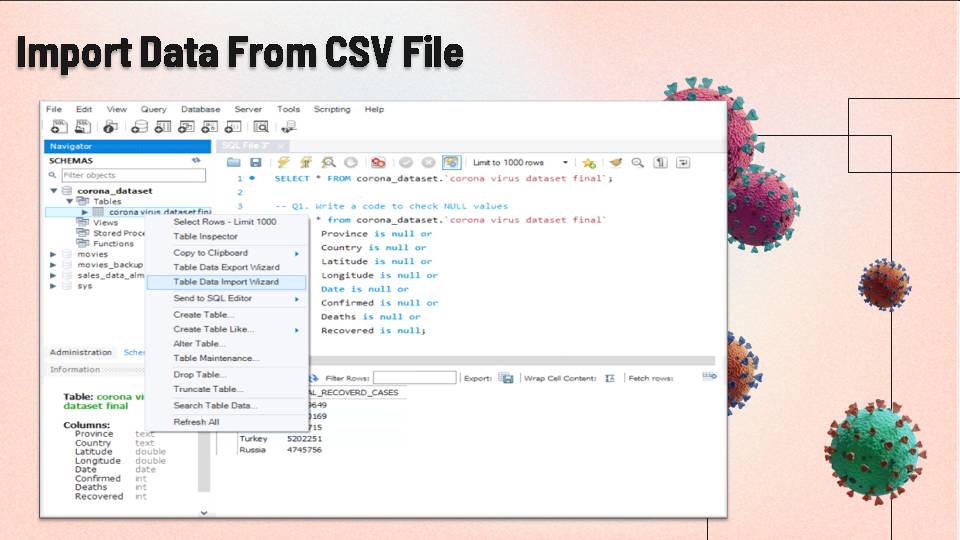 Import Data From CSV File
File Edit View Query Database Server Tools Scripting Help
Navigator
SQL File 3*
SCHEMAS
Limit to 1000 rows
Filter objects
corona_dataset
Tables
corona virus dataset fin
Views
Stored Proce
Functions
movies
movies_backup
sales_data_alm
sys
1 SELECT * FROM corona_dataset.`corona virus dataset final`;
2
3 -- Q1. Write a code to check NULL values
* from corona_dataset.`corona virus dataset final`
Province is null or
Country is null or
Latitude is null or
Longitude is null or
Date is null or
Confirmed is null or
Deaths is null or
Recovered is null;
Select Rows - Limit 1000
Table Inspector
Copy to Clipboard
Table Data Export Wizard
Table Data Import Wizard
Send to SQL Editor
Create Table...
Create Table Like...
Alter Table...
Table Maintenance...
Drop Table...
Truncate Table...
Search Table Data...
Refresh All
Administration Scher
Information
Filter Rows: Export: Wrap Cell Content: Fetch rows:
AL_RECOVERD_CASES
9649
0169
715
Turkey 5202251
Russia 4745756
Table: corona vi
dataset final
Columns:
Province text
Country text
Latitude double
Longitude double
Date date
Confirmed int
Deaths int
Recovered int